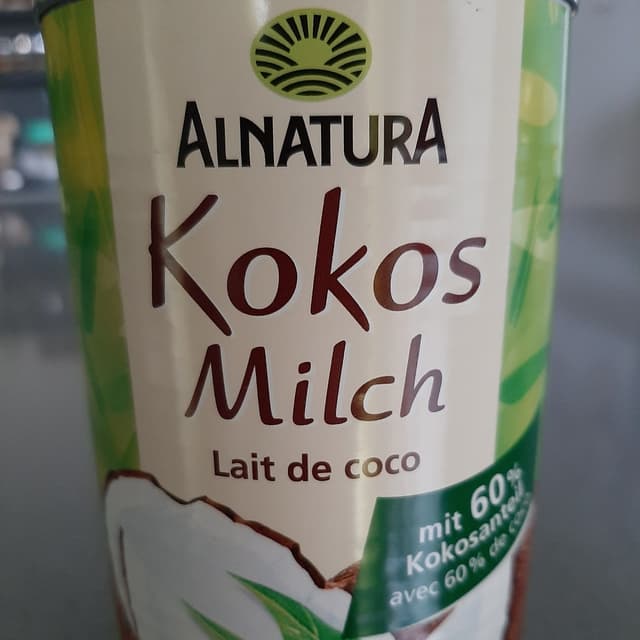 ALNATURA
Kokos
Milch
Lait de coco
mit 60%
Kokosanteil
avec 60% de coco